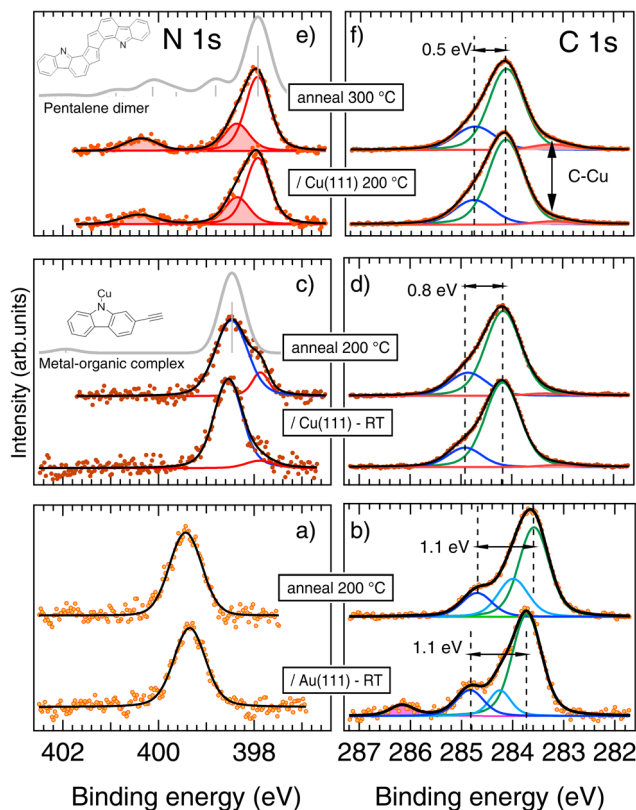 N 1s
e)
f)
C 1s
N
N
Pentalene dimer
anneal 300 °C
0.5 eV
/ Cu(111) 200 °C
C-Cu
c)
d)
Cu
N
0.8 eV
anneal 200 °C
Metal-organic complex
/ Cu(111) - RT
Intensity (arb.units)
a)
b)
1.1 eV
anneal 200 °C
1.1 eV
/ Au(111) - RT
402 400 398
287 286 285 284 283 282
Binding energy (eV)
Binding energy (eV)